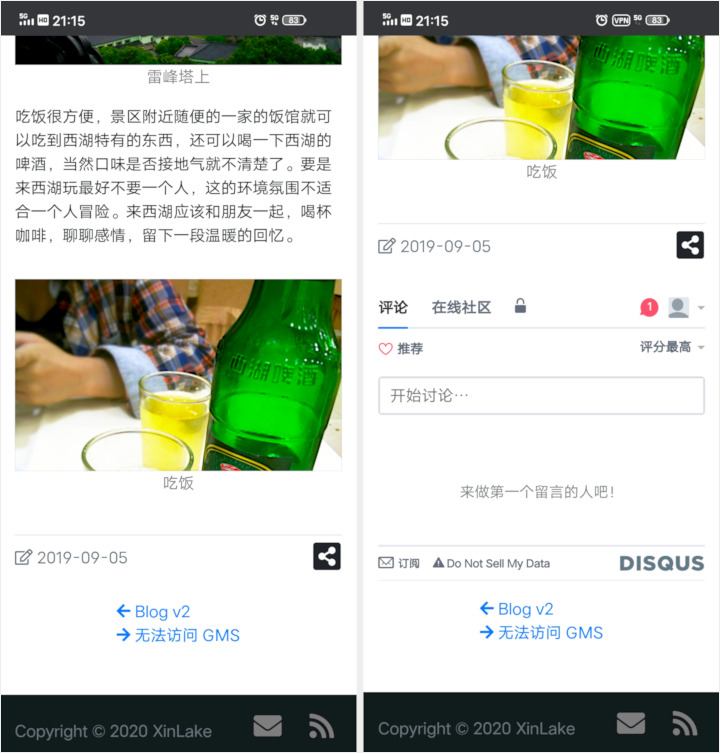 5G HD 21:15 5G 83
雷峰塔上
吃饭很方便，景区附近随便的一家的饭馆就可
以吃到西湖特有的东西，还可以喝一下西湖的
啤酒，当然口味是否接地气就不清楚了。要是
来西湖玩最好不要一个人，这的环境氛围不适
合一个人冒险。来西湖应该和朋友一起，喝杯
咖啡，聊聊感情，留下一段温暖的回忆。
西湖啤酒
吃饭
2019-09-05
Blog v2
无法访问 GMS
Copyright © 2020 XinLake
5G HD 21:15 VPN 5G 83
西湖啤酒
吃饭
2019-09-05
评论 在线社区 1
推荐 评分最高
开始讨论…
来做第一个留言的人吧！
订阅 Do Not Sell My Data DISQUS
Blog v2
无法访问 GMS
Copyright © 2020 XinLake